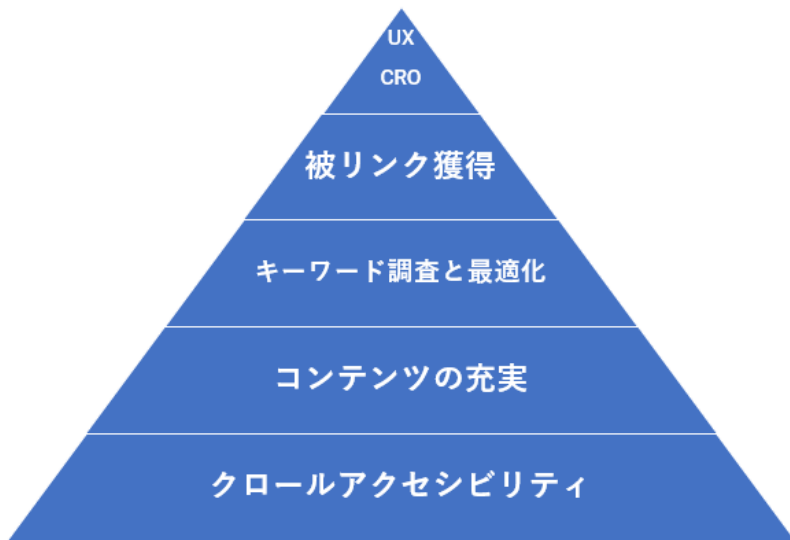 UX
CRO
被リンク獲得
キーワード調査と最適化
コンテンツの充実
クロールアクセシビリティ